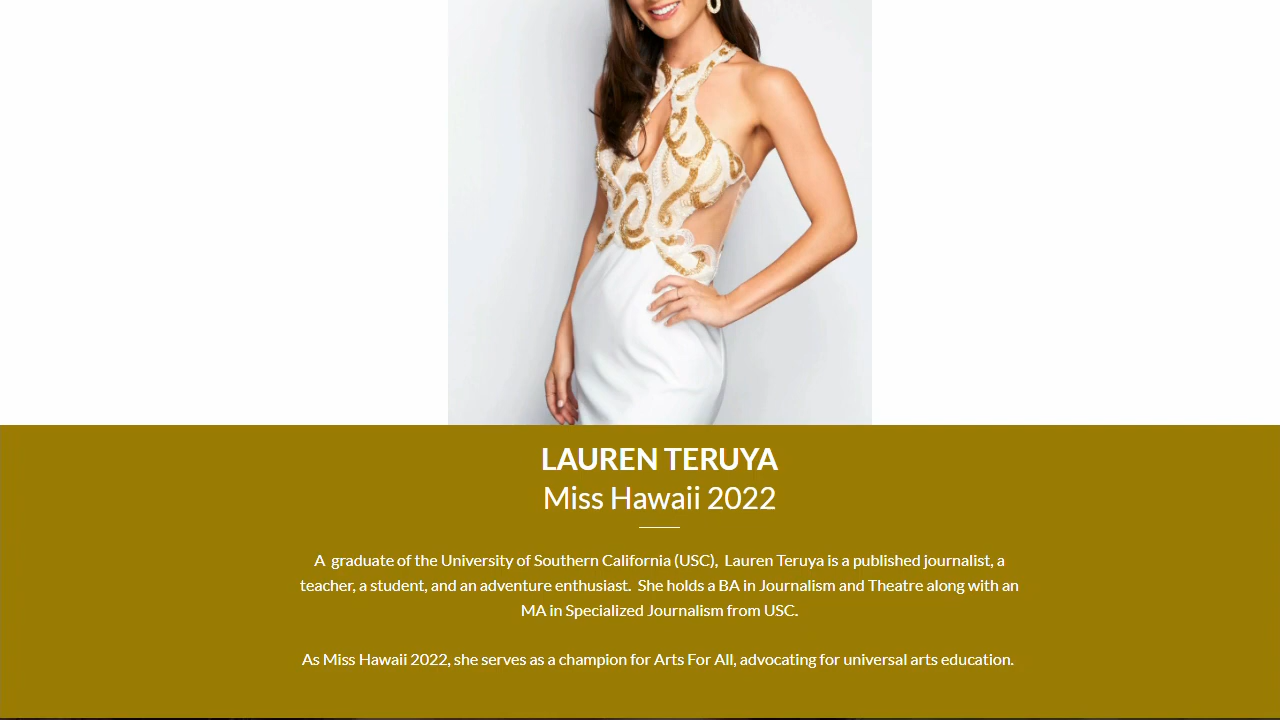 LAUREN TERUYA
Miss Hawaii 2022
A  graduate of the University of Southern California (USC),  Lauren Teruya is a published journalist, a
teacher, a student, and an adventure enthusiast.  She holds a BA in Journalism and Theatre along with an
MA in Specialized Journalism from USC.
As Miss Hawaii 2022, she serves as a champion for Arts For All, advocating for universal arts education.